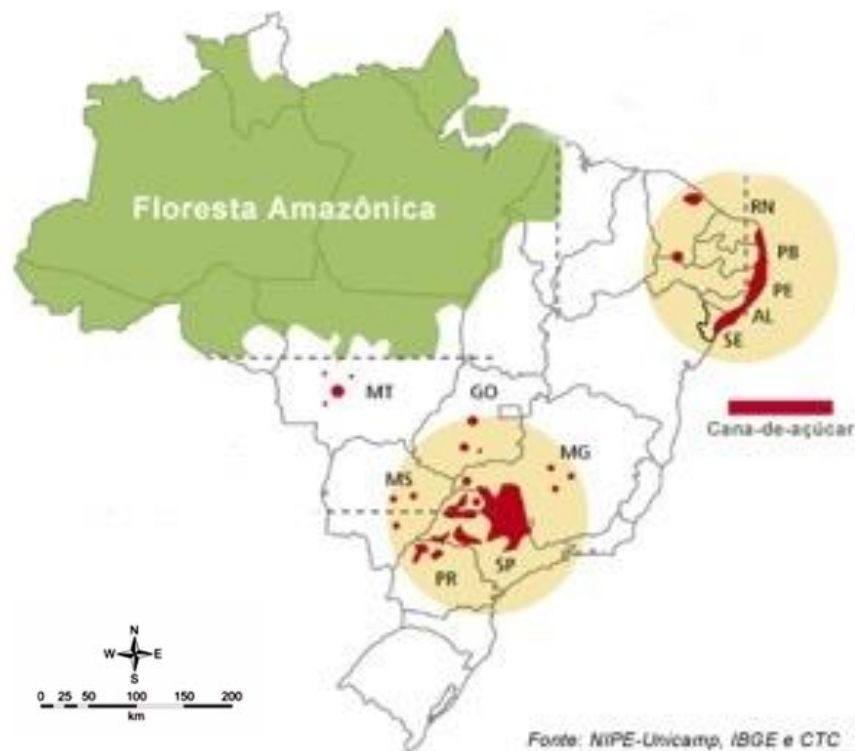 Floresta Amazônica
RN
PB
PE
AL
SE
MT
GO
Cana-de-açúcar
MG
MS
SP
PR
N
W E
S
0 25 50 100 150 200
km
Fonte: NIPE-Unicamp, IBGE e CTC